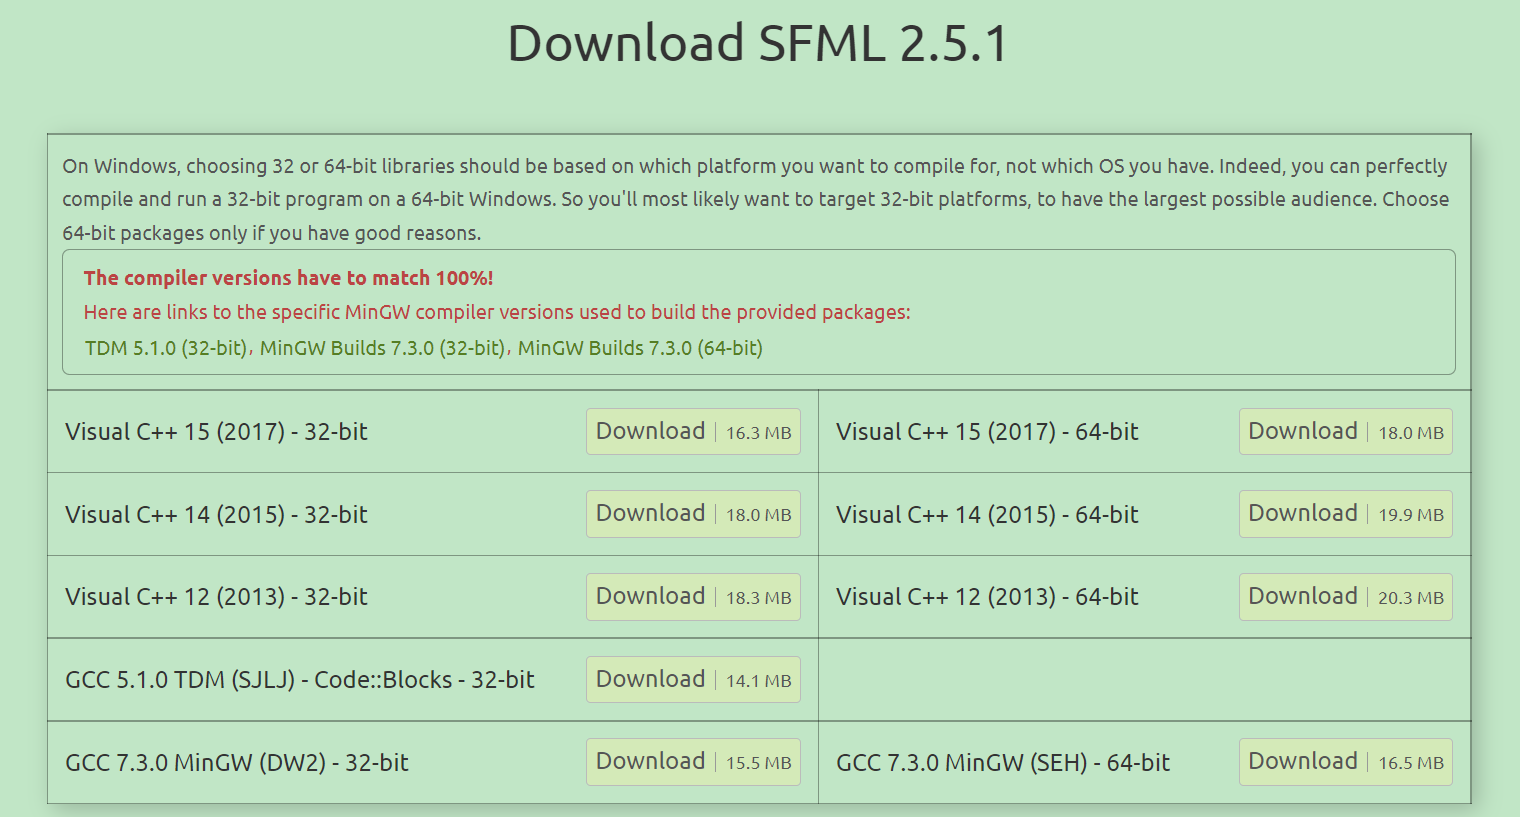 Download SFML 2.5.1
On Windows, choosing 32 or 64-bit libraries should be based on which platform you want to compile for, not which OS you have. Indeed, you can perfectly
compile and run a 32-bit program on a 64-bit Windows. So you'll most likely want to target 32-bit platforms, to have the largest possible audience. Choose
64-bit packages only if you have good reasons.
The compiler versions have to match 100%!
Here are links to the specific MinGW compiler versions used to build the provided packages:
TDM 5.1.0 (32-bit), MinGW Builds 7.3.0 (32-bit), MinGW Builds 7.3.0 (64-bit)
Visual C++ 15 (2017) - 32-bit Download | 16.3 MB Visual C++ 15 (2017) - 64-bit Download | 18.0 MB
Visual C++ 14 (2015) - 32-bit Download | 18.0 MB Visual C++ 14 (2015) - 64-bit Download | 19.9 MB
Visual C++ 12 (2013) - 32-bit Download | 18.3 MB Visual C++ 12 (2013) - 64-bit Download | 20.3 MB
GCC 5.1.0 TDM (SJLJ) - Code::Blocks - 32-bit Download | 14.1 MB
GCC 7.3.0 MinGW (DW2) - 32-bit Download | 15.5 MB GCC 7.3.0 MinGW (SEH) - 64-bit Download | 16.5 MB